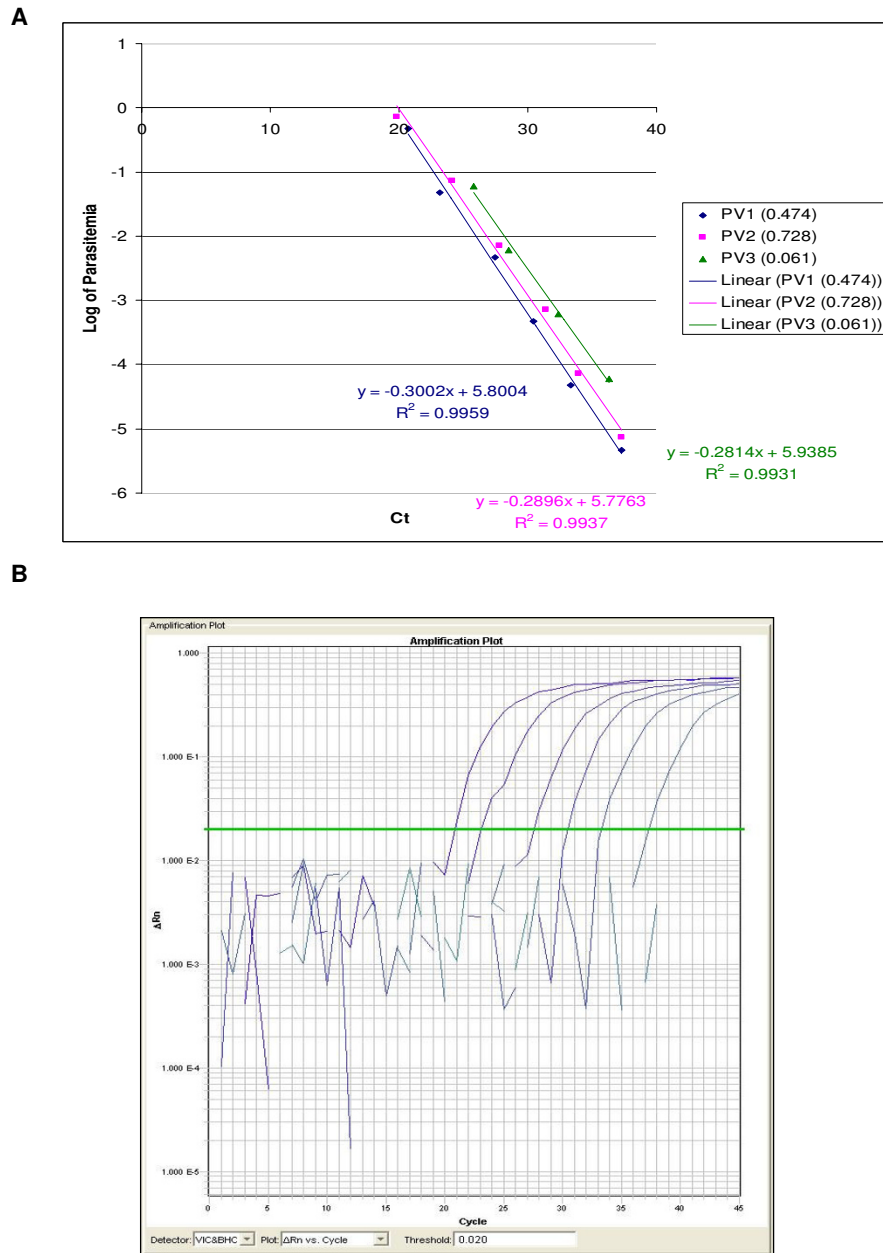 A
1
0
0 10 20 30 40
-1
-2
-3
-4
-5
-6
Log of Parasitemia
Ct
y = -0.3002x + 5.8004
R² = 0.9959
y = -0.2896x + 5.7763
R² = 0.9937
y = -0.2814x + 5.9385
R² = 0.9931
PV1 (0.474)
PV2 (0.728)
PV3 (0.061)
Linear (PV1 (0.474))
Linear (PV2 (0.728))
Linear (PV3 (0.061))
B
Amplification Plot
Amplification Plot
1.000
1.000 E-1
1.000 E-2
1.000 E-3
1.000 E-4
1.000 E-5
ΔRn
0 5 10 15 20 25 30 35 40 45
Cycle
Detector: VIC&BHC Plot: ΔRn vs. Cycle Threshold: 0.020